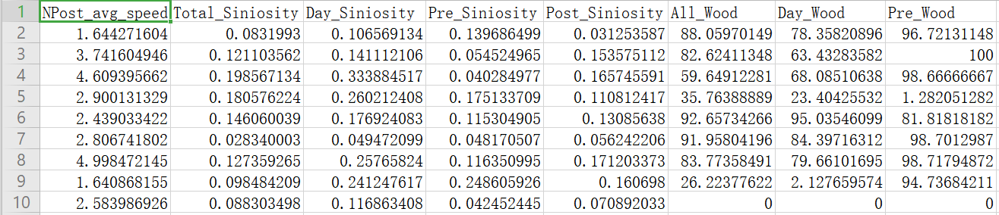 1 NPost_avg_speed Total_Siniosity Day_Siniosity Pre_Siniosity Post_Siniosity All_Wood Day_Wood Pre_Wood
2 1.644271604 0.0831993 0.106569134 0.139686499 0.031253587 88.05970149 78.35820896 96.72131148
3 3.741604946 0.121103562 0.141112106 0.054524965 0.153575112 82.62411348 63.43283582 100
4 4.609395662 0.198567134 0.333884517 0.040284977 0.165745591 59.64912281 68.08510638 98.66666667
5 2.900131329 0.180576224 0.260212408 0.175133709 0.110812417 35.76388889 23.40425532 1.282051282
6 2.439033422 0.146060039 0.176924083 0.115304905 0.13085638 92.65734266 95.03546099 81.81818182
7 2.806741802 0.028340003 0.049472099 0.048170507 0.056242206 91.95804196 84.39716312 98.7012987
8 4.998472145 0.127359265 0.25765824 0.116350995 0.171203373 83.77358491 79.66101695 98.71794872
9 1.640868155 0.098484209 0.241247617 0.248605926 0.160698 26.22377622 2.127659574 94.73684211
10 2.583986926 0.088303498 0.116863408 0.042452445 0.070892033 0 0 0